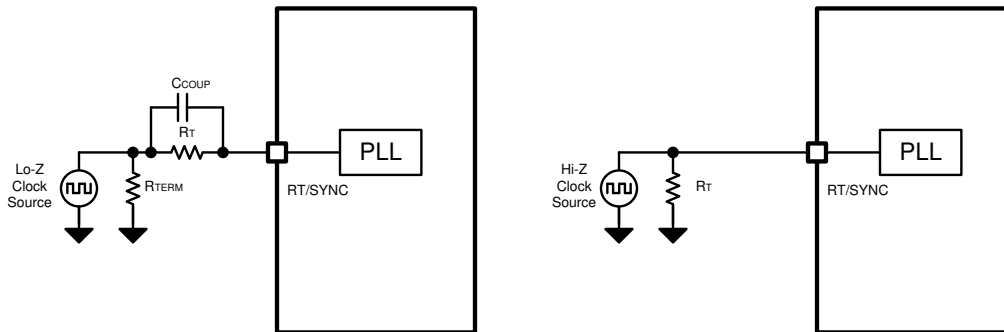 CCOUP
RT
PLL
Lo-Z
Clock
Source
RTERM
RT/SYNC
PLL
Hi-Z
Clock
Source
RT
RT/SYNC